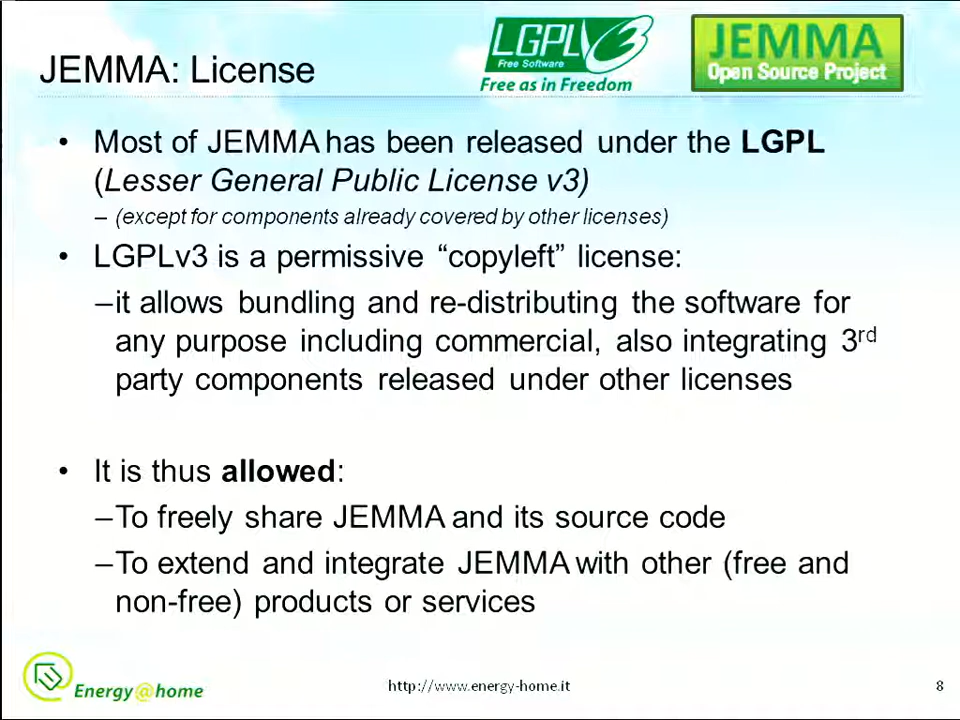 JEMMA: License
LGPLv3
Free Software
Free as in Freedom
JEMMA
Open Source Project
• Most of JEMMA has been released under the LGPL
(Lesser General Public License v3)
– (except for components already covered by other licenses)
• LGPLv3 is a permissive “copyleft” license:
–it allows bundling and re-distributing the software for
any purpose including commercial, also integrating 3rd
party components released under other licenses
• It is thus allowed:
–To freely share JEMMA and its source code
–To extend and integrate JEMMA with other (free and
non-free) products or services
Energy@home
http://www.energy-home.it
8